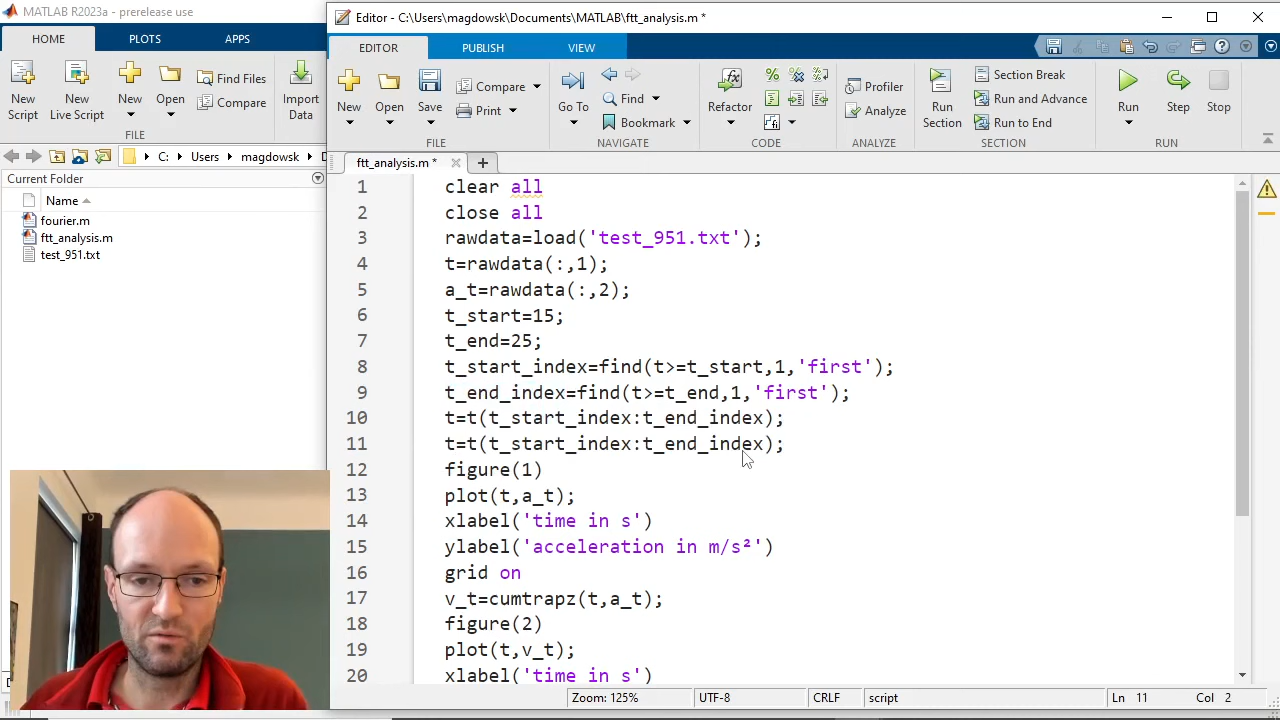 MATLAB R2023a - prerelease use
HOME
PLOTS
APPS
New Script
New Live Script
New
Open
Find Files
Compare
Import Data
FILE
C:
Users
magdowsk
Current Folder
Name
fourier.m
ftt_analysis.m
test_951.txt
Editor - C:\Users\magdowsk\Documents\MATLAB\ftt_analysis.m *
EDITOR
PUBLISH
VIEW
New
Open
Save
Compare
Print
FILE
Go To
Find
Bookmark
NAVIGATE
Refactor
CODE
Profiler
Analyze
ANALYZE
Run Section
Section Break
Run and Advance
Run to End
SECTION
Run
Step
Stop
RUN
ftt_analysis.m *
1 clear all
2 close all
3 rawdata=load('test_951.txt');
4 t=rawdata(:,1);
5 a_t=rawdata(:,2);
6 t_start=15;
7 t_end=25;
8 t_start_index=find(t>=t_start,1,'first');
9 t_end_index=find(t>=t_end,1,'first');
10 t=t(t_start_index:t_end_index);
11 t=t(t_start_index:t_end_index);
12 figure(1)
13 plot(t,a_t);
14 xlabel('time in s')
15 ylabel('acceleration in m/s²')
16 grid on
17 v_t=cumtrapz(t,a_t);
18 figure(2)
19 plot(t,v_t);
20 xlabel('time in s')
Zoom: 125%
UTF-8
CRLF
script
Ln 11
Col 2